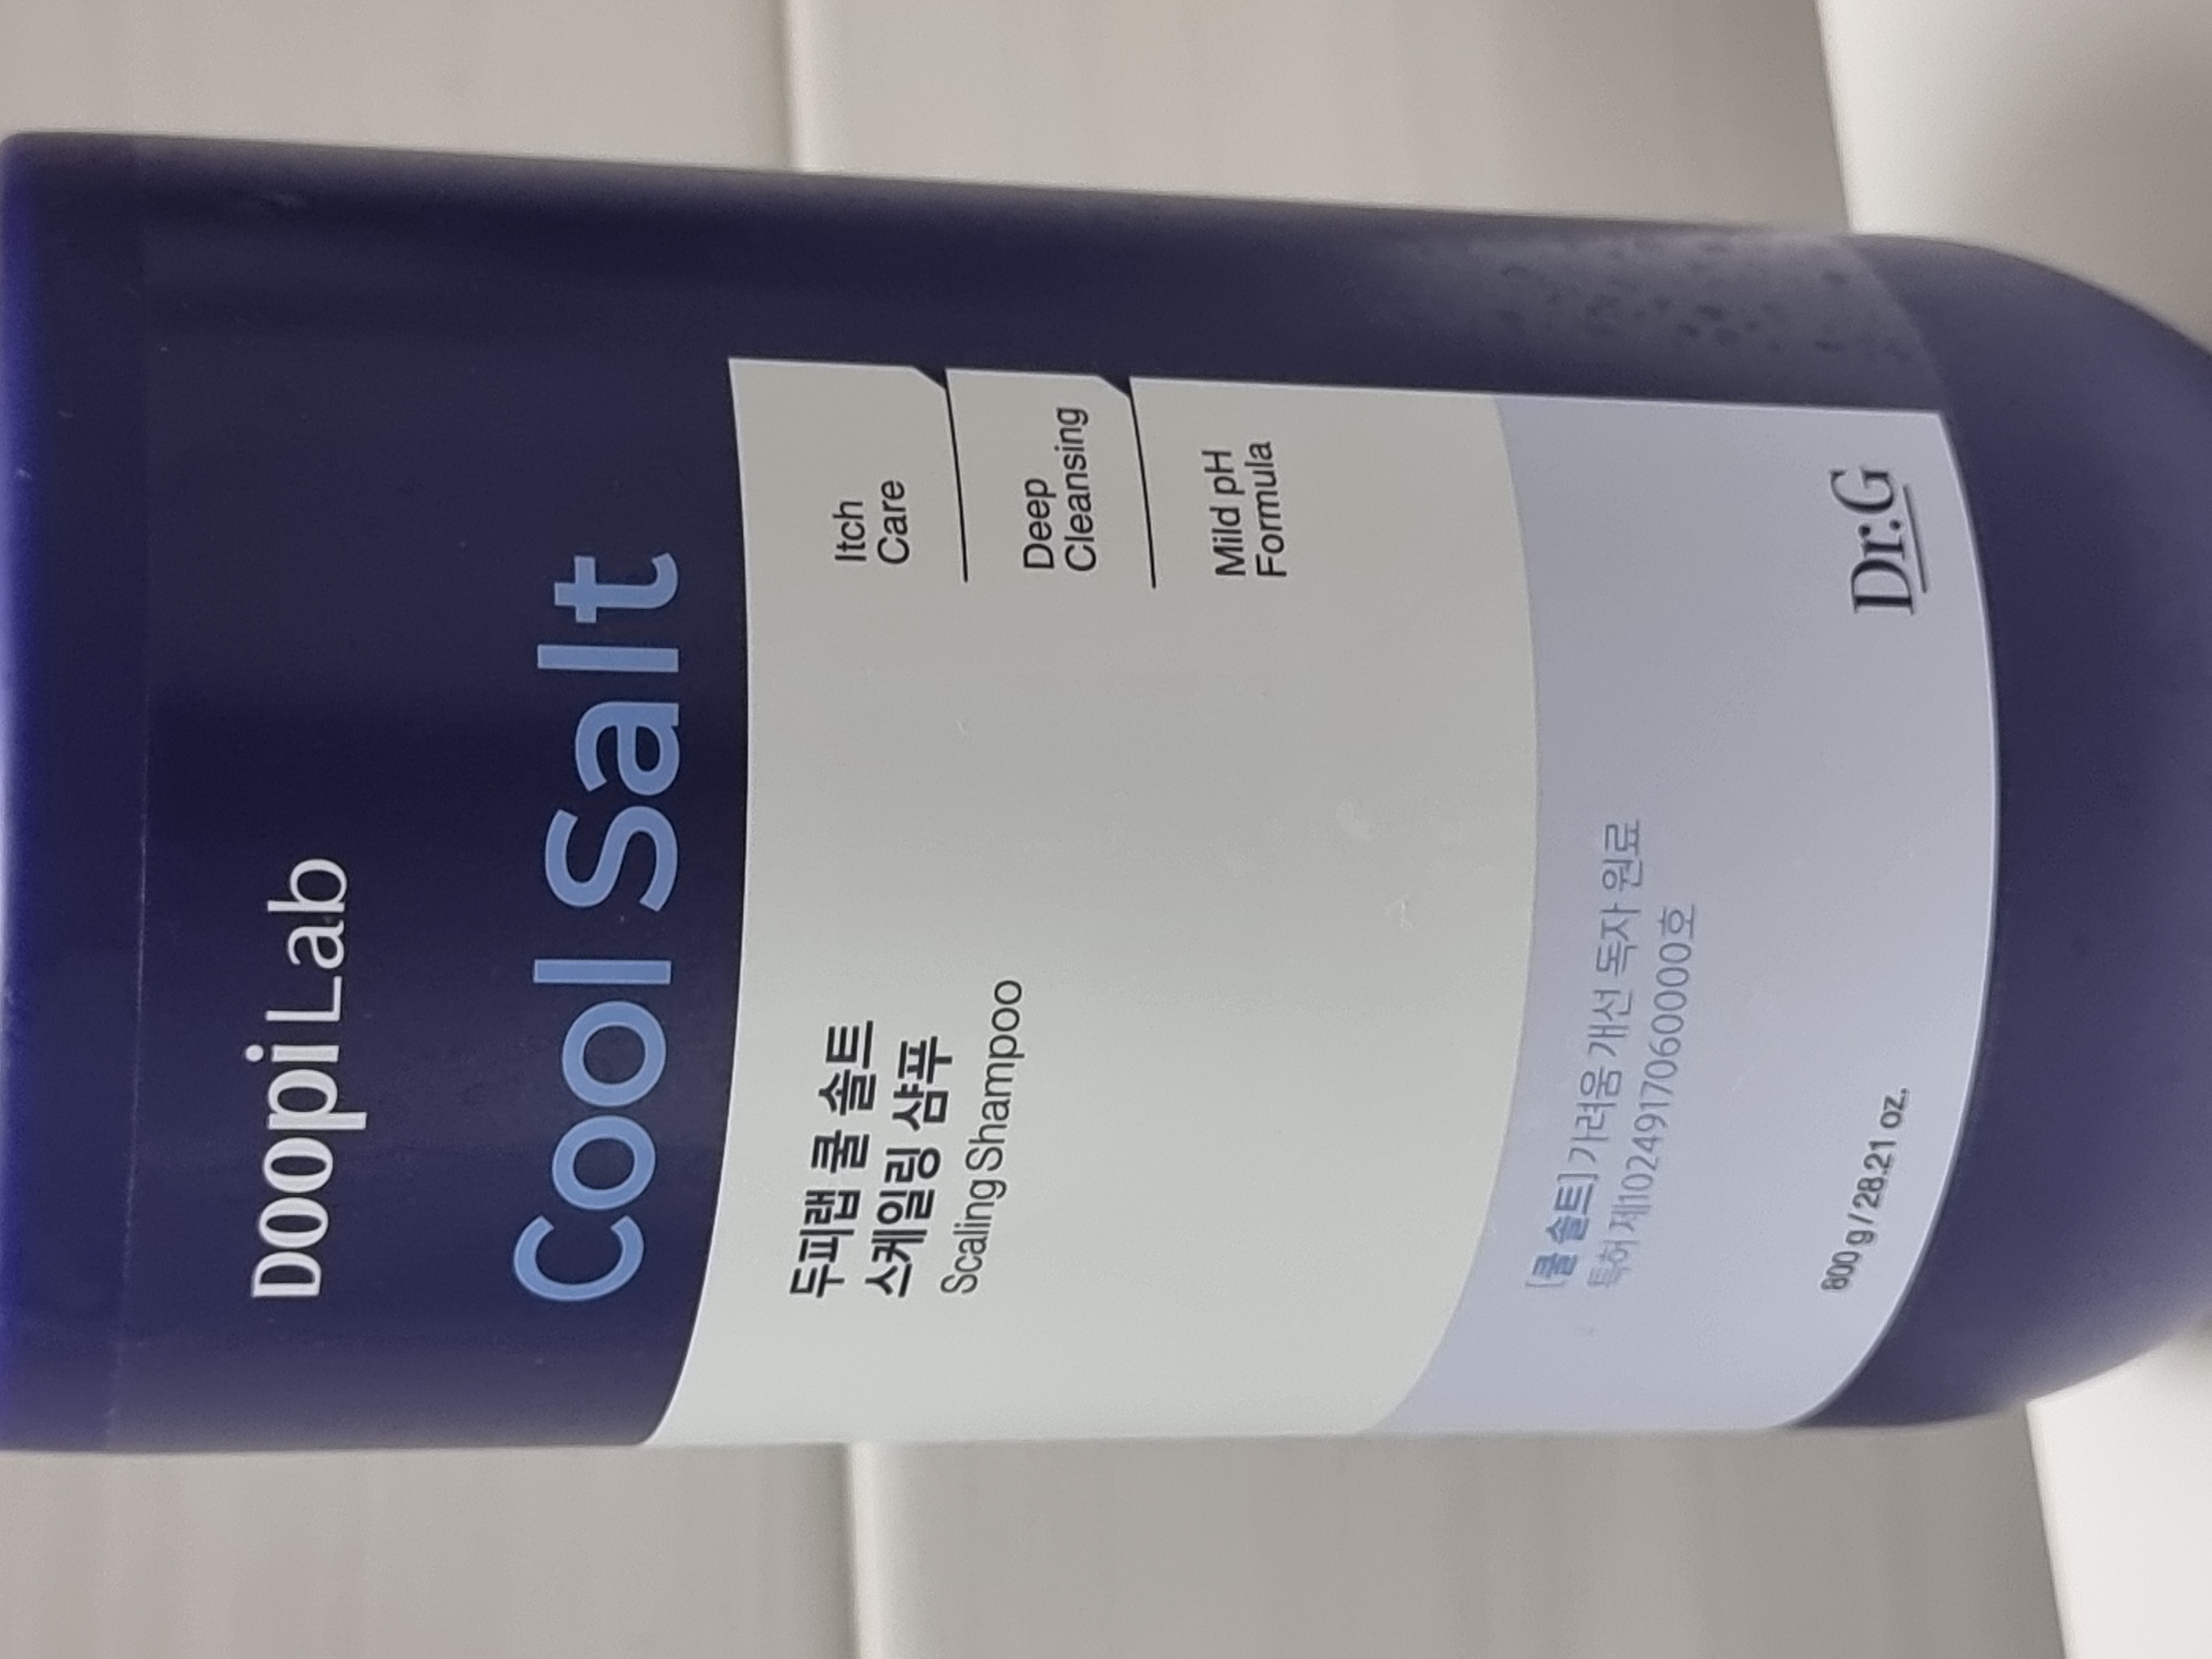 Doopi Lab
Cool Salt
두피랩 쿨 솔트
스케일링 샴푸
Scaling Shampoo
Itch
Care
Deep
Cleansing
Mild pH
Formula
[쿨 솔트] 가려움 개선 독자 원료
특허 제1024917060000호
800 g / 28.21 oz.
Dr.G